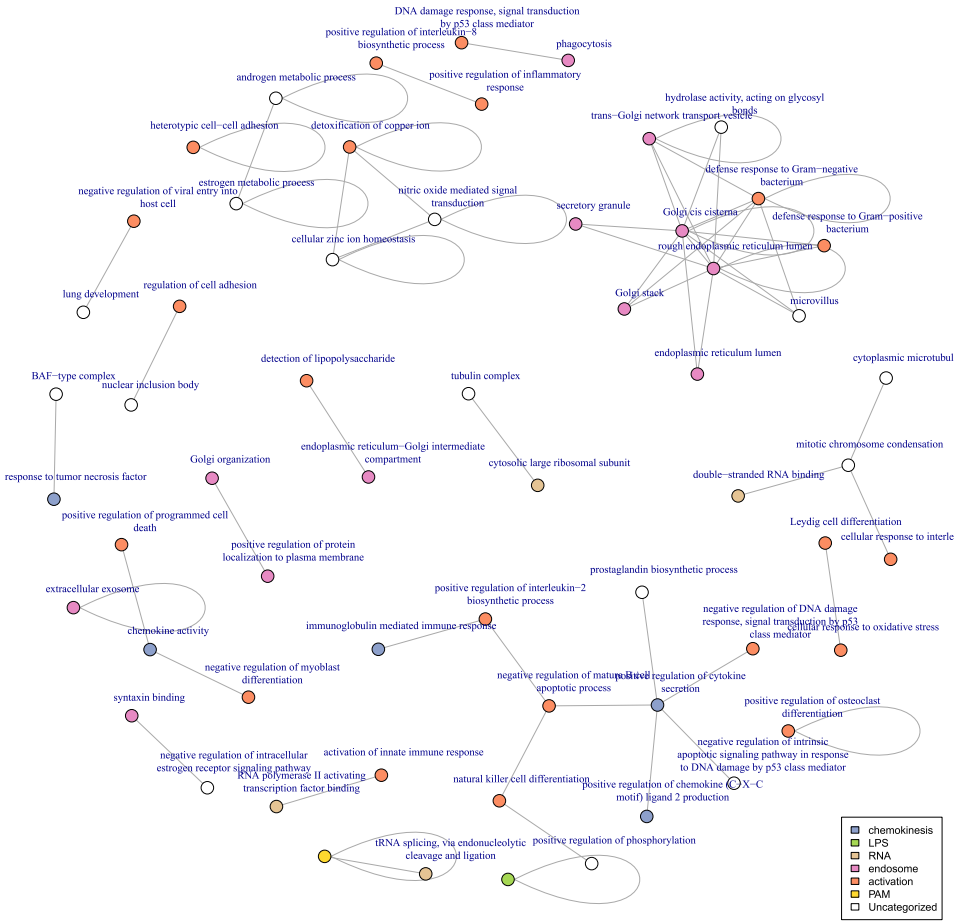 DNA damage response, signal transduction
by p53 class mediator
positive regulation of interleukin−8
biosynthetic process
phagocytosis
positive regulation of inflammatory
response
androgen metabolic process
hydrolase activity, acting on glycosyl
bonds
trans−Golgi network transport vesicle
heterotypic cell−cell adhesion
detoxification of copper ion
defense response to Gram−negative
bacterium
estrogen metabolic process
negative regulation of viral entry into
host cell
nitric oxide mediated signal
transduction
secretory granule
Golgi cis cisterna
defense response to Gram−positive
bacterium
cellular zinc ion homeostasis
rough endoplasmic reticulum lumen
lung development
regulation of cell adhesion
Golgi stack
microvillus
detection of lipopolysaccharide
endoplasmic reticulum lumen
cytoplasmic microtubul
BAF−type complex
nuclear inclusion body
tubulin complex
mitotic chromosome condensation
endoplasmic reticulum−Golgi intermediate
compartment
Golgi organization
cytosolic large ribosomal subunit
response to tumor necrosis factor
double−stranded RNA binding
positive regulation of programmed cell
death
Leydig cell differentiation
cellular response to interle
positive regulation of protein
localization to plasma membrane
prostaglandin biosynthetic process
extracellular exosome
positive regulation of interleukin−2
biosynthetic process
negative regulation of DNA damage
response, signal transduction by p53
class mediator
chemokine activity
immunoglobulin mediated immune response
cellular response to oxidative stress
negative regulation of myoblast
differentiation
negative regulation of mature B cell
apoptotic process
positive regulation of cytokine
secretion
syntaxin binding
positive regulation of osteoclast
differentiation
negative regulation of intracellular
estrogen receptor signaling pathway
activation of innate immune response
negative regulation of intrinsic
apoptotic signaling pathway in response
to DNA damage by p53 class mediator
RNA polymerase II activating
transcription factor binding
natural killer cell differentiation
positive regulation of chemokine (C−X−C
motif) ligand 2 production
tRNA splicing, via endonucleolytic
cleavage and ligation
positive regulation of phosphorylation
chemokinesis
LPS
RNA
endosome
activation
PAM
Uncategorized